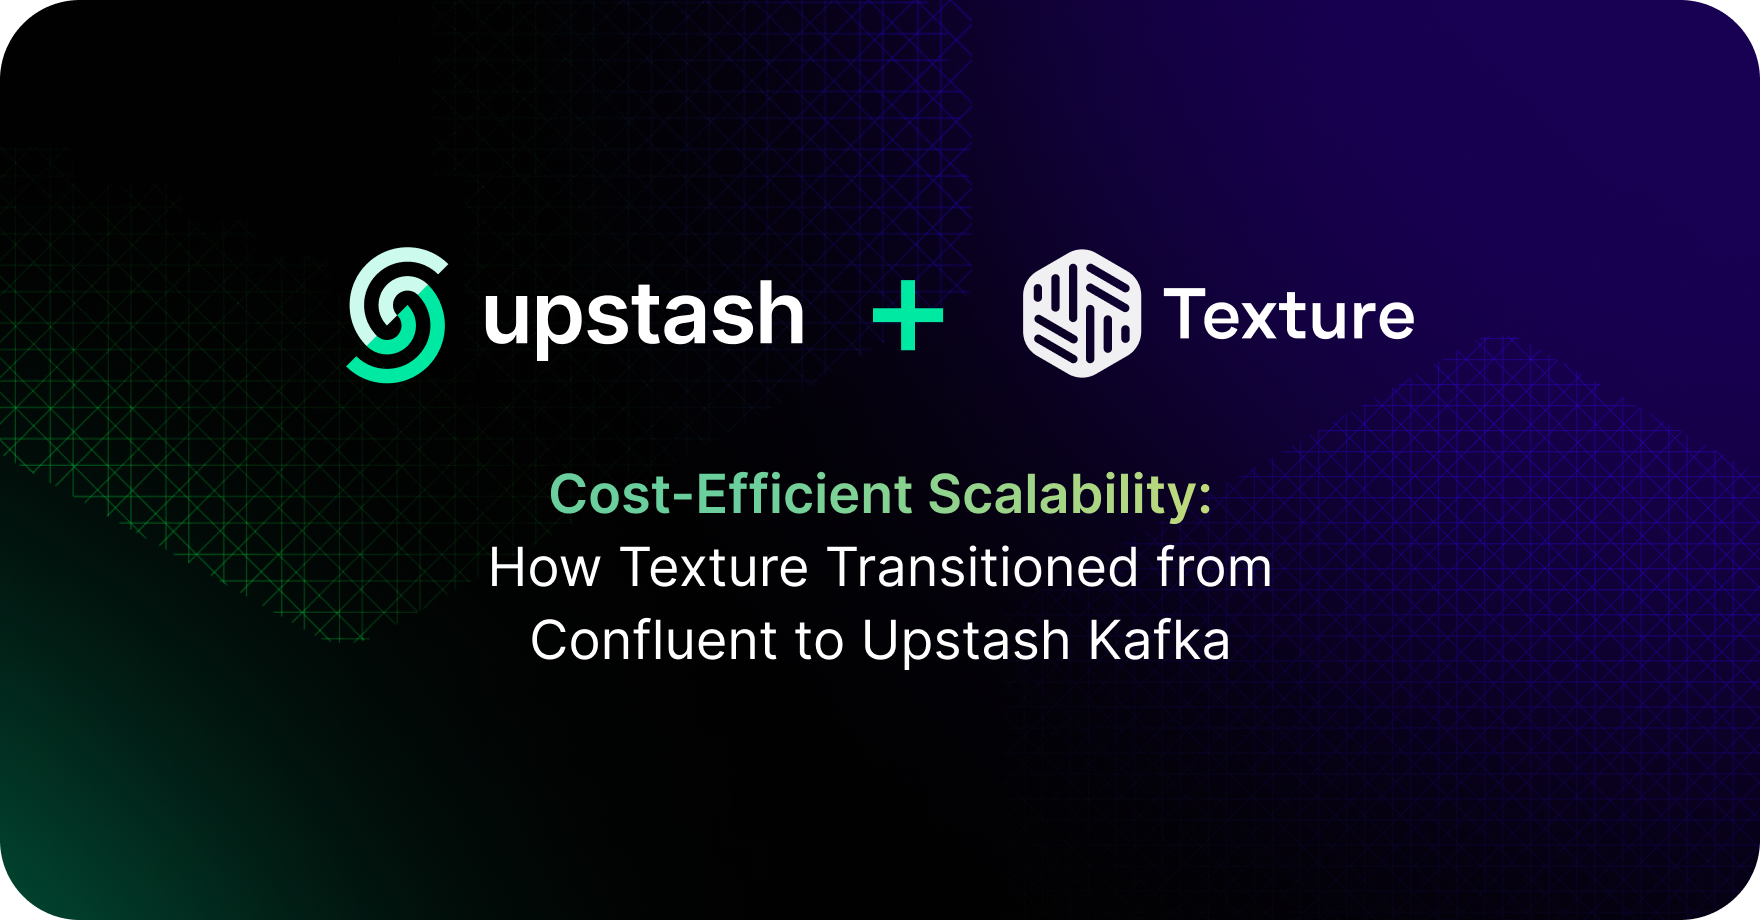 upstash + Texture
Cost-Efficient Scalability:
How Texture Transitioned from
Confluent to Upstash Kafka